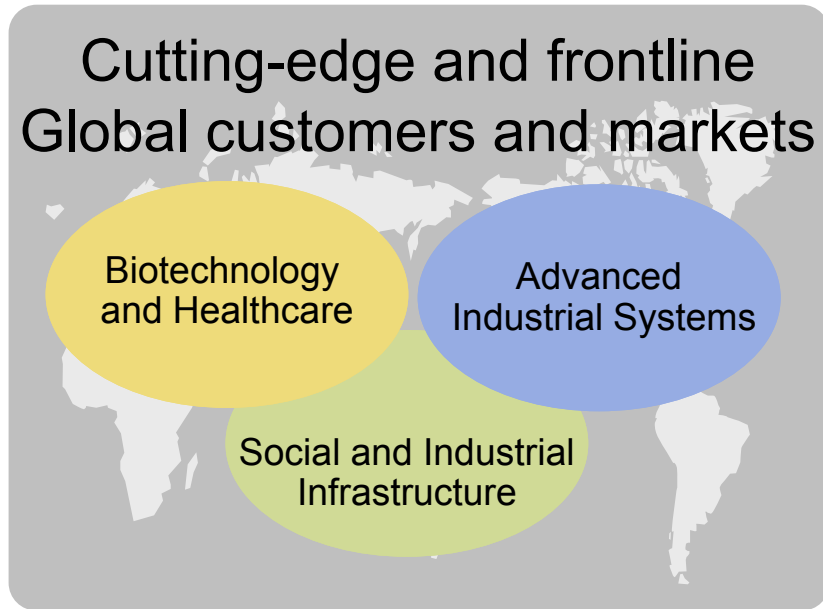 Cutting-edge and frontline
Global customers and markets
Biotechnology
and Healthcare
Advanced
Industrial Systems
Social and Industrial
Infrastructure